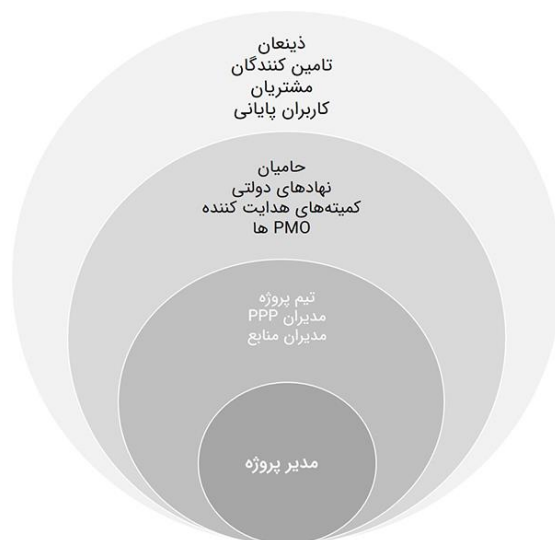 ذینعان
تامین کنندگان
مشتریان
کاربران پایانی
حامیان
نهادهای دولتی
کمیته‌های هدایت کننده
PMO ها
تیم پروژه
مدیران PPP
مدیران منابع
مدیر پروژه